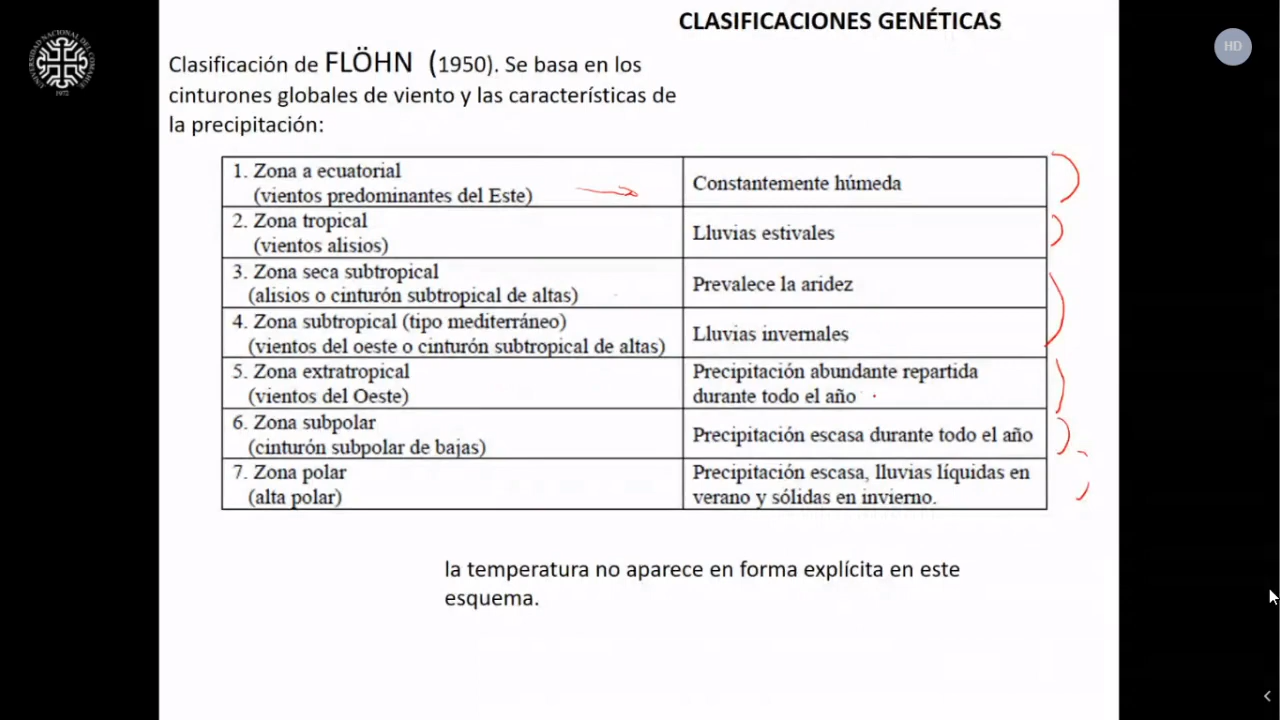 CLASIFICACIONES GENÉTICAS
UNIVERSIDAD NACIONAL DEL COMAHUE
1972
HD
Clasificación de FLÖHN (1950). Se basa en los
cinturones globales de viento y las características de
la precipitación:
1. Zona a ecuatorial
(vientos predominantes del Este)
Constantemente húmeda
2. Zona tropical
(vientos alisios)
Lluvias estivales
3. Zona seca subtropical
(alisios o cinturón subtropical de altas)
Prevalece la aridez
4. Zona subtropical (tipo mediterráneo)
(vientos del oeste o cinturón subtropical de altas)
Lluvias invernales
5. Zona extratropical
(vientos del Oeste)
Precipitación abundante repartida
durante todo el año
6. Zona subpolar
(cinturón subpolar de bajas)
Precipitación escasa durante todo el año
7. Zona polar
(alta polar)
Precipitación escasa, lluvias líquidas en
verano y sólidas en invierno.
la temperatura no aparece en forma explícita en este
esquema.